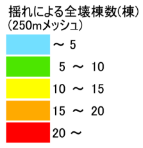 揺れによる全壊棟数(棟)
(250mメッシュ)
～ 5
5 ～ 10
10 ～ 15
15 ～ 20
20 ～